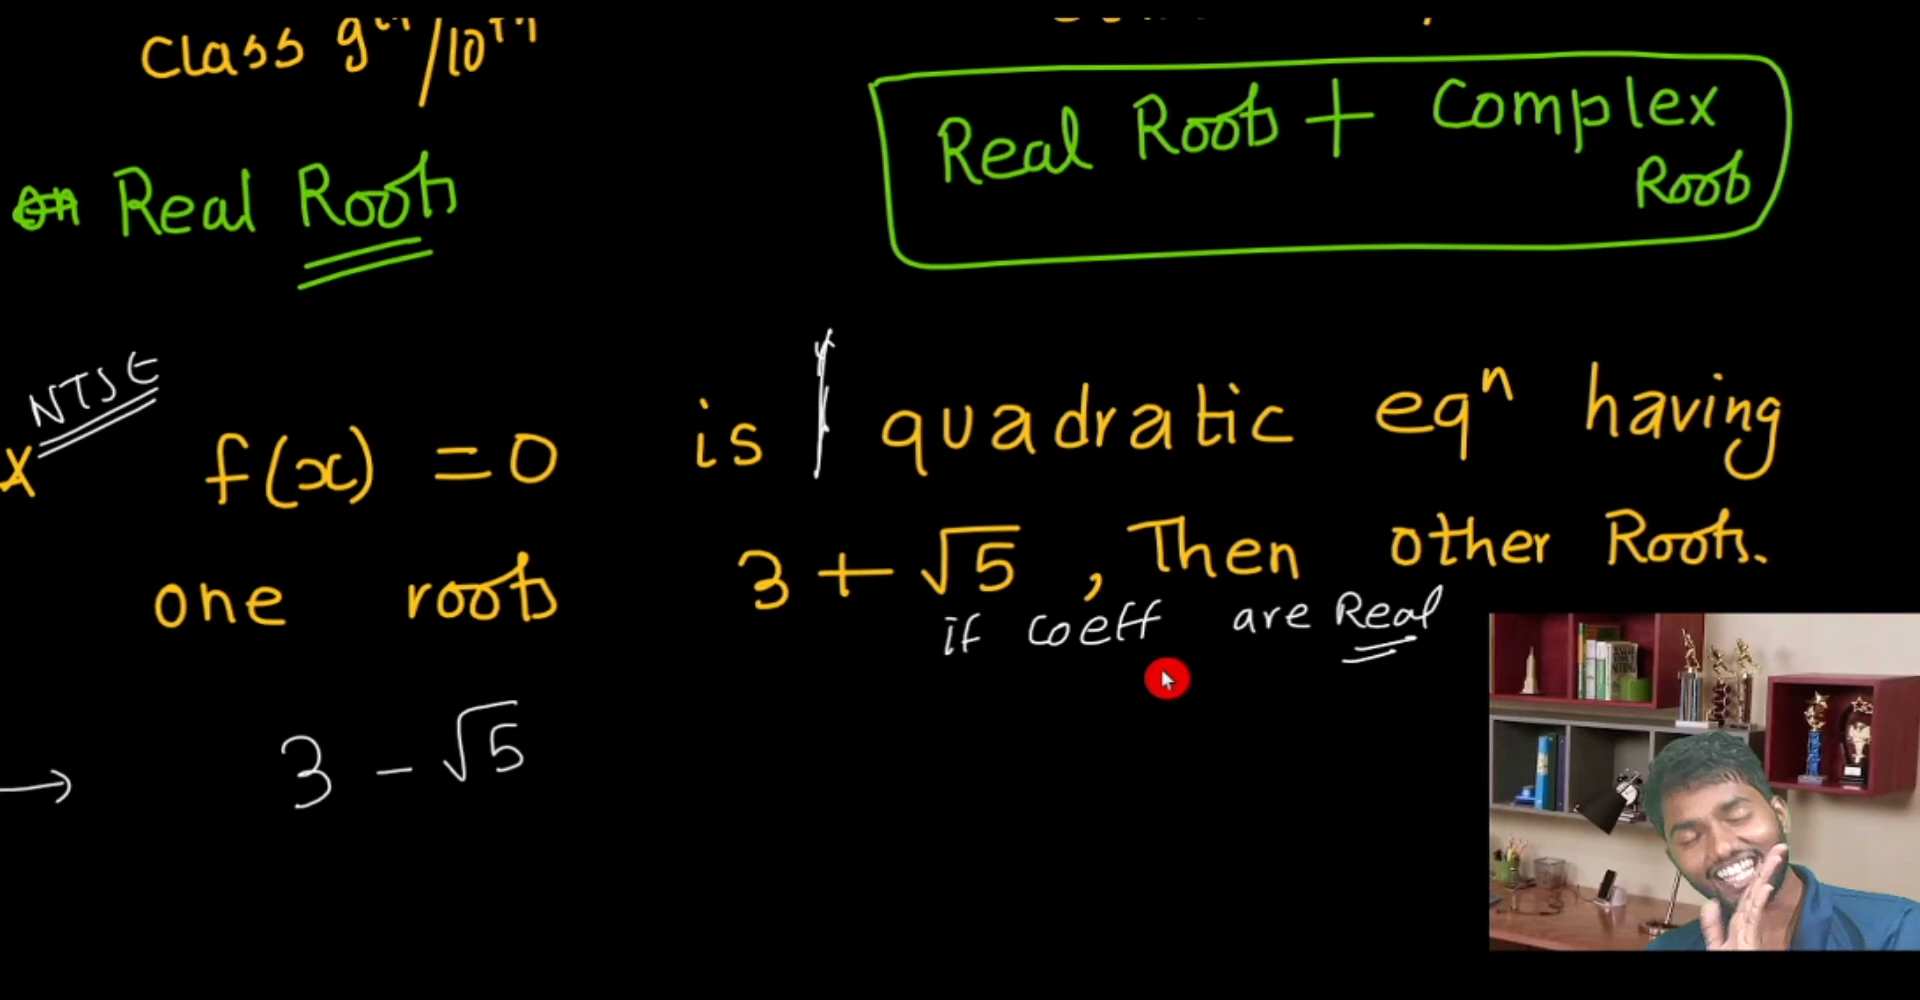 Class 9th/10th
Real Roots + Complex
Roots
Real Roots
NTSE
f(x) = 0 is quadratic eqⁿ having
one roots 3 + √5 , Then other Roots.
if coeff are Real
→ 3 - √5